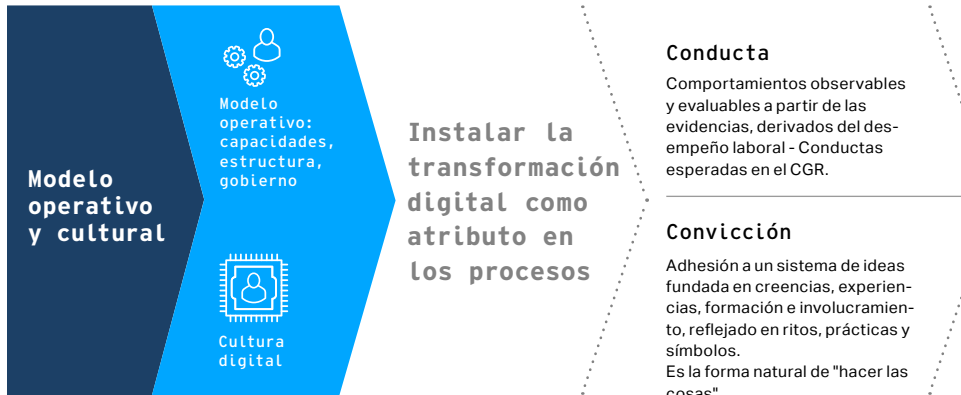 Modelo
operativo
y cultural
Modelo
operativo:
capacidades,
estructura,
gobierno
Cultura
digital
Instalar la
transformación
digital como
atributo en
los procesos
Conducta
Comportamientos observables
y evaluables a partir de las
evidencias, derivados del des-
empeño laboral - Conductas
esperadas en el CGR.
Convicción
Adhesión a un sistema de ideas
fundada en creencias, experien-
cias, formación e involucramien-
to, reflejado en ritos, prácticas y
símbolos.
Es la forma natural de "hacer las
cosas"